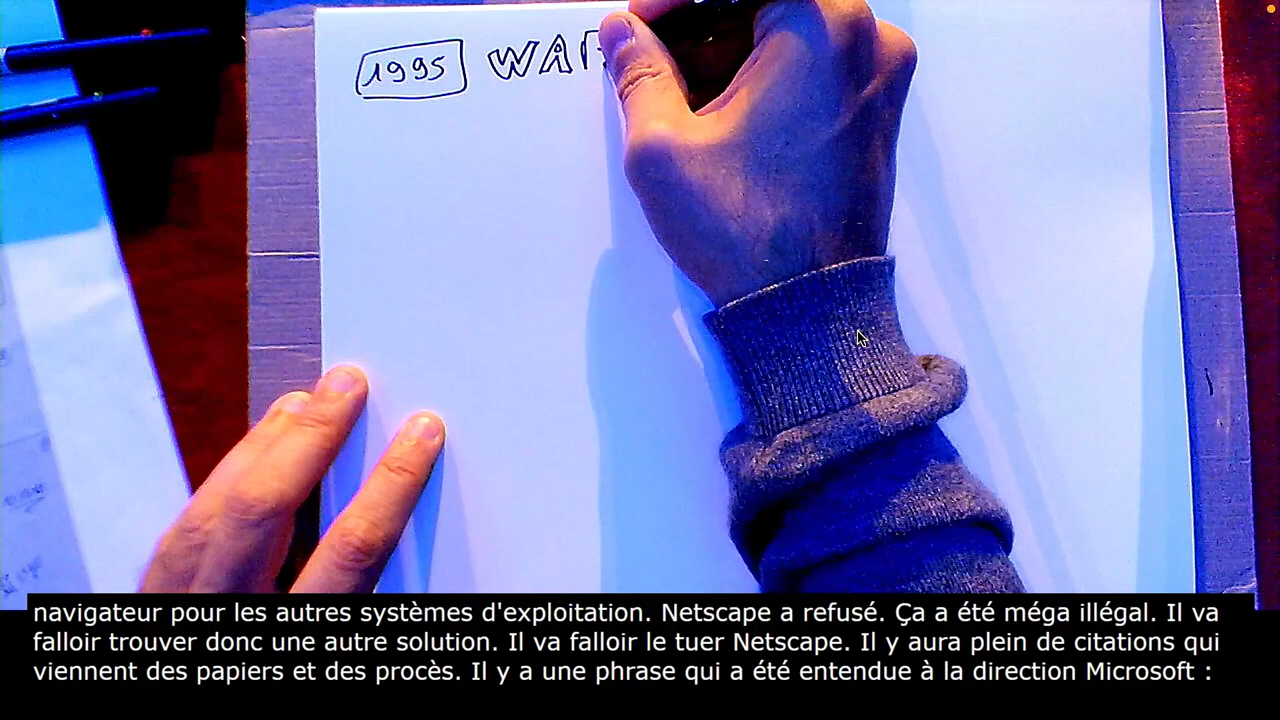 1995 WAR
navigateur pour les autres systèmes d'exploitation. Netscape a refusé. Ça a été méga illégal. Il va
falloir trouver donc une autre solution. Il va falloir le tuer Netscape. Il y aura plein de citations qui
viennent des papiers et des procès. Il y a une phrase qui a été entendue à la direction Microsoft :